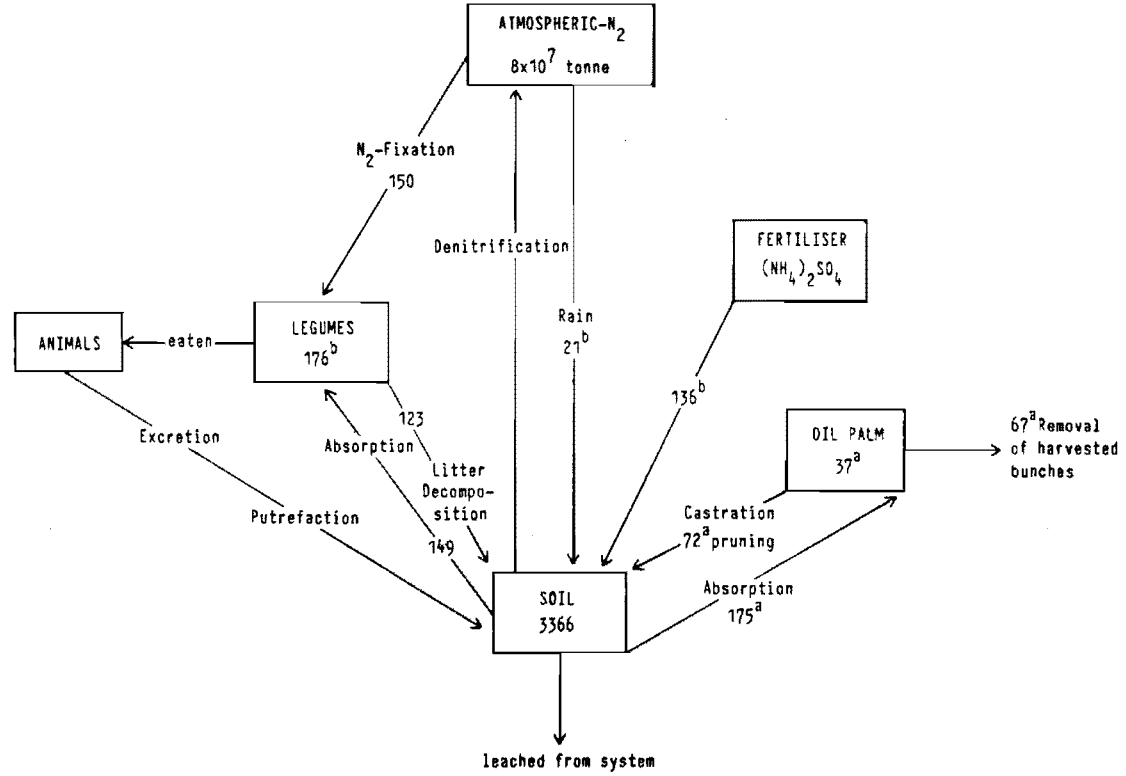 ATMOSPHERIC-N2
8x10^7 tonne
N2-Fixation
150
Denitrification
Rain
21^b
FERTILISER
(NH4)2SO4
136^b
ANIMALS
eaten
LEGUMES
176^b
Excretion
Putrefaction
Absorption
149
123
Litter
Decompo-
sition
OIL PALM
37^a
67^a Removal
of harvested
bunches
Castration
72^a pruning
Absorption
175^a
SOIL
3366
leached from system